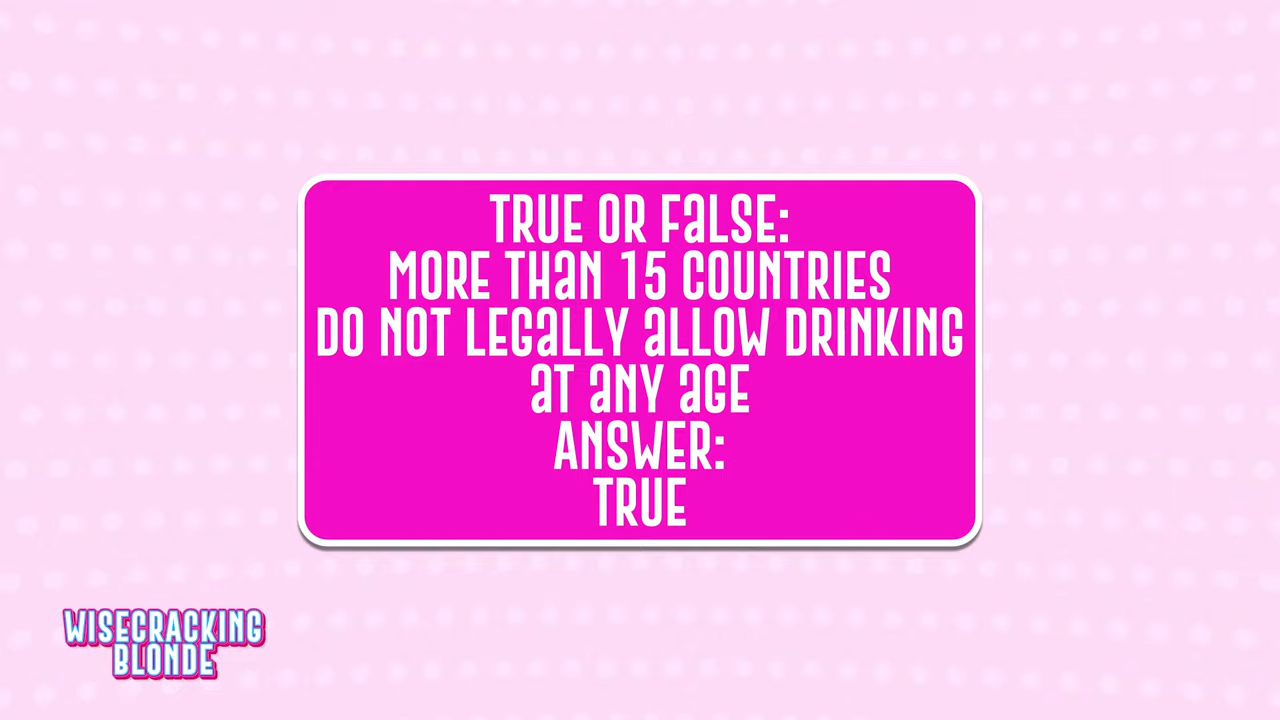 TRUE OR FALSE:
MORE THAN 15 COUNTRIES
DO NOT LEGALLY ALLOW DRINKING
AT ANY AGE
ANSWER:
TRUE
WISECRACKING
BLONDE